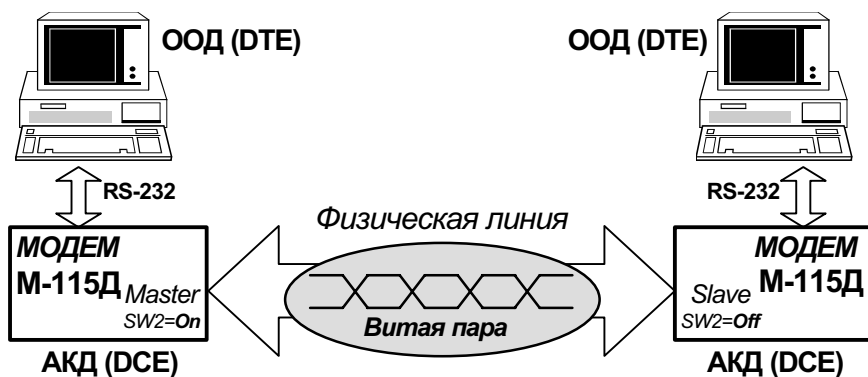 ООД (DTE)
ООД (DTE)
RS-232
RS-232
Физическая линия
МОДЕМ
М-115Д Master
SW2=On
Витая пара
МОДЕМ
Slave М-115Д
SW2=Off
АКД (DCE)
АКД (DCE)